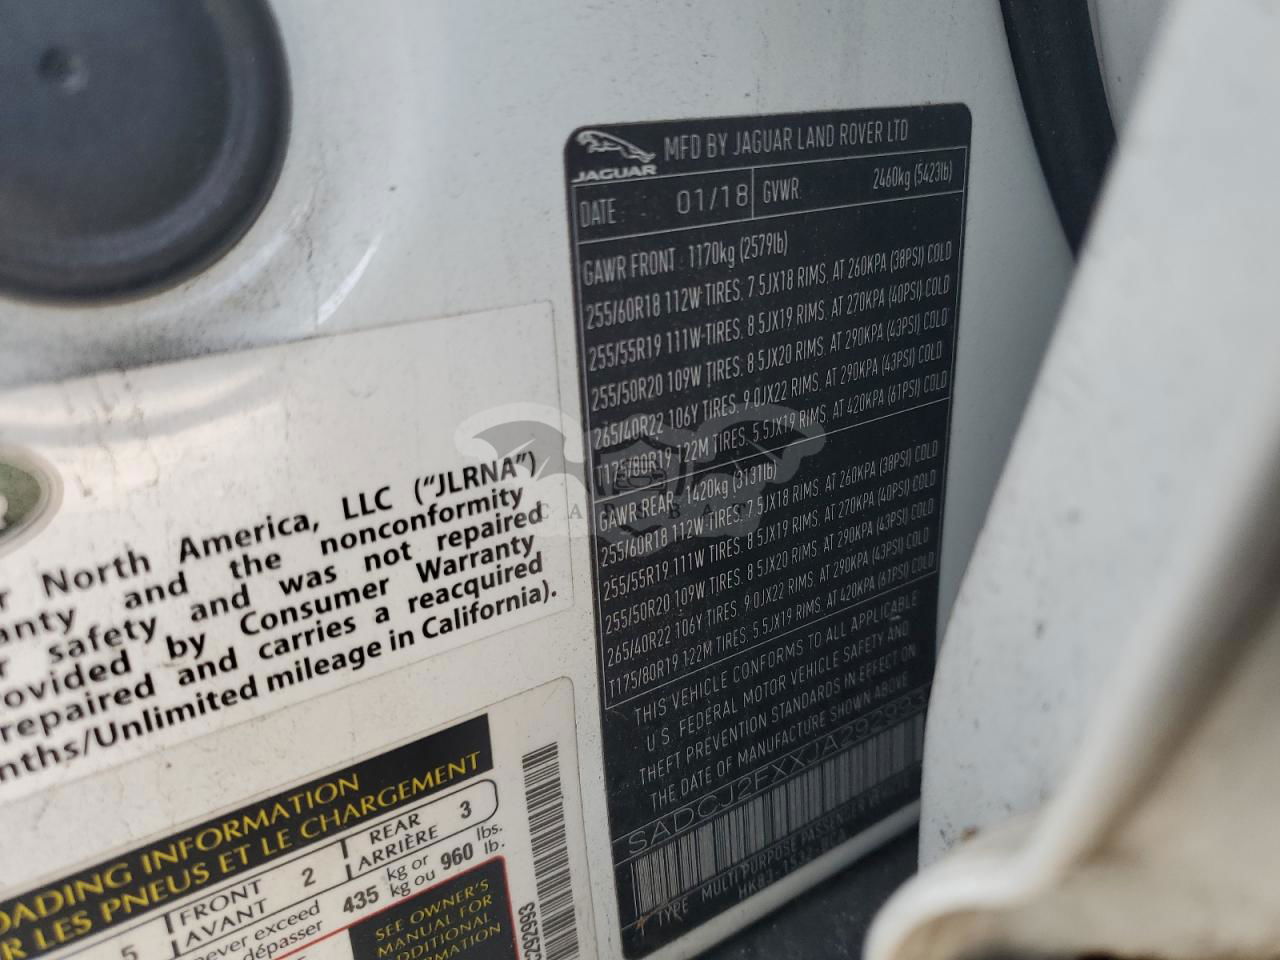 JAGUAR
MFD BY JAGUAR LAND ROVER LTD
DATE : 01/18 GVWR: 2460kg (5423lb)
GAWR FRONT : 1170kg (2579lb)
255/60R18 112W TIRES, 7.5JX18 RIMS, AT 260KPA (38PSI) COLD
255/55R19 111W TIRES, 8.5JX19 RIMS, AT 270KPA (40PSI) COLD
255/50R20 109W TIRES, 8.5JX20 RIMS, AT 290KPA (43PSI) COLD
265/40R22 106Y TIRES, 9.0JX22 RIMS, AT 290KPA (43PSI) COLD
T175/80R19 122M TIRES, 5.5JX19 RIMS, AT 420KPA (61PSI) COLD
GAWR REAR : 1420kg (3131lb)
255/60R18 112W TIRES, 7.5JX18 RIMS, AT 260KPA (38PSI) COLD
255/55R19 111W TIRES, 8.5JX19 RIMS, AT 270KPA (40PSI) COLD
255/50R20 109W TIRES, 8.5JX20 RIMS, AT 290KPA (43PSI) COLD
265/40R22 106Y TIRES, 9.0JX22 RIMS, AT 290KPA (43PSI) COLD
T175/80R19 122M TIRES, 5.5JX19 RIMS, AT 420KPA (61PSI) COLD
THIS VEHICLE CONFORMS TO ALL APPLICABLE
U.S. FEDERAL MOTOR VEHICLE SAFETY AND
THEFT PREVENTION STANDARDS IN EFFECT ON
THE DATE OF MANUFACTURE SHOWN ABOVE
SADCJ2FXXJA292993
TYPE MULTI PURPOSE PASSENGER
HK83-1532-BCA
North America, LLC ("JLRNA")
anty and the nonconformity
safety and was not repaired
rovided by Consumer Warranty
repaired and carries a reacquired
nths/Unlimited mileage in California).
OADING INFORMATION
R LES PNEUS ET LE CHARGEMENT
5 FRONT AVANT 2 REAR ARRIÈRE 3
ever exceed 435 kg or 960 lbs.
dépasser kg ou lb.
SEE OWNER'S
MANUAL FOR
ADDITIONAL